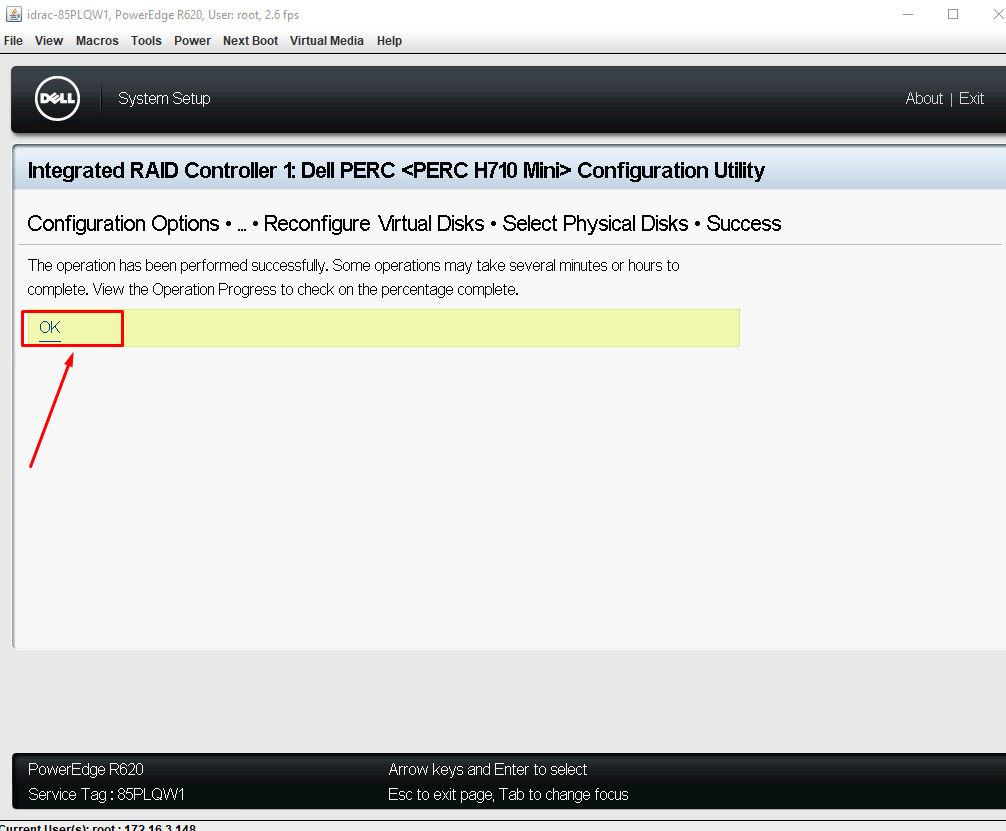 idrac-85PLQW1, PowerEdge R620, User: root, 2.6 fps
File View Macros Tools Power Next Boot Virtual Media Help
DELL System Setup About | Exit
Integrated RAID Controller 1: Dell PERC <PERC H710 Mini> Configuration Utility
Configuration Options • ... • Reconfigure Virtual Disks • Select Physical Disks • Success
The operation has been performed successfully. Some operations may take several minutes or hours to
complete. View the Operation Progress to check on the percentage complete.
OK
PowerEdge R620 Arrow keys and Enter to select
Service Tag : 85PLQW1 Esc to exit page, Tab to change focus
Current User(s): root : 172.16.3.148